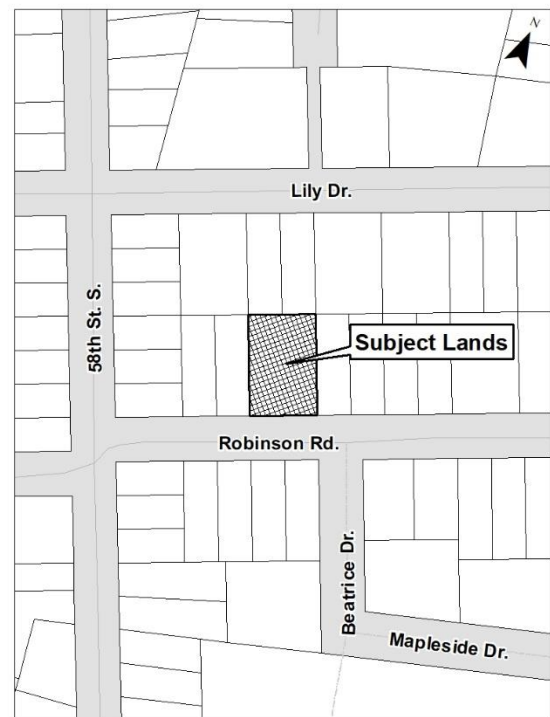 N
Lily Dr.
58th St. S.
Subject Lands
Robinson Rd.
Beatrice Dr.
Mapleside Dr.